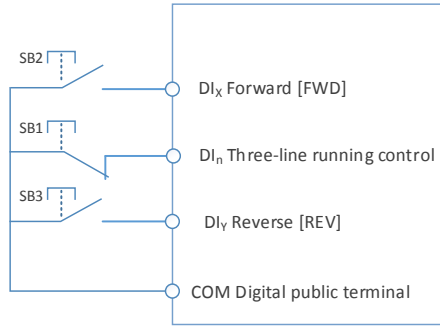 SB2
DIX Forward [FWD]
SB1
DIn Three-line running control
SB3
DIY Reverse [REV]
COM Digital public terminal